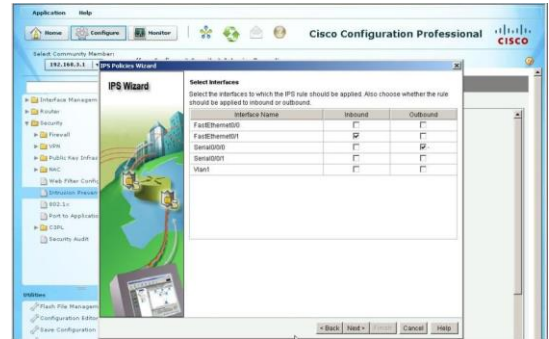 Application Help
Home Configure Monitor Cisco Configuration Professional CISCO
Select Community Member:
192.168.3.1
IPS Policies Wizard
IPS Wizard
Select Interfaces
Select the interfaces to which the IPS rule should be applied. Also choose whether the rule
should be applied to inbound or outbound.
Interface Name Inbound Outbound
FastEthernet0/0
FastEthernet0/1
Serial0/0/0
Serial0/0/1
Vlan1
Interface Managem
Router
Security
Firewall
VPN
Public Key Infras
NAC
Web Filter Config
Intrusion Preven
802.1x
Port to Applicatio
C3PL
Security Audit
Utilities
Flash File Managem
Configuration Editor
Save Configuration
< Back Next > Finish Cancel Help